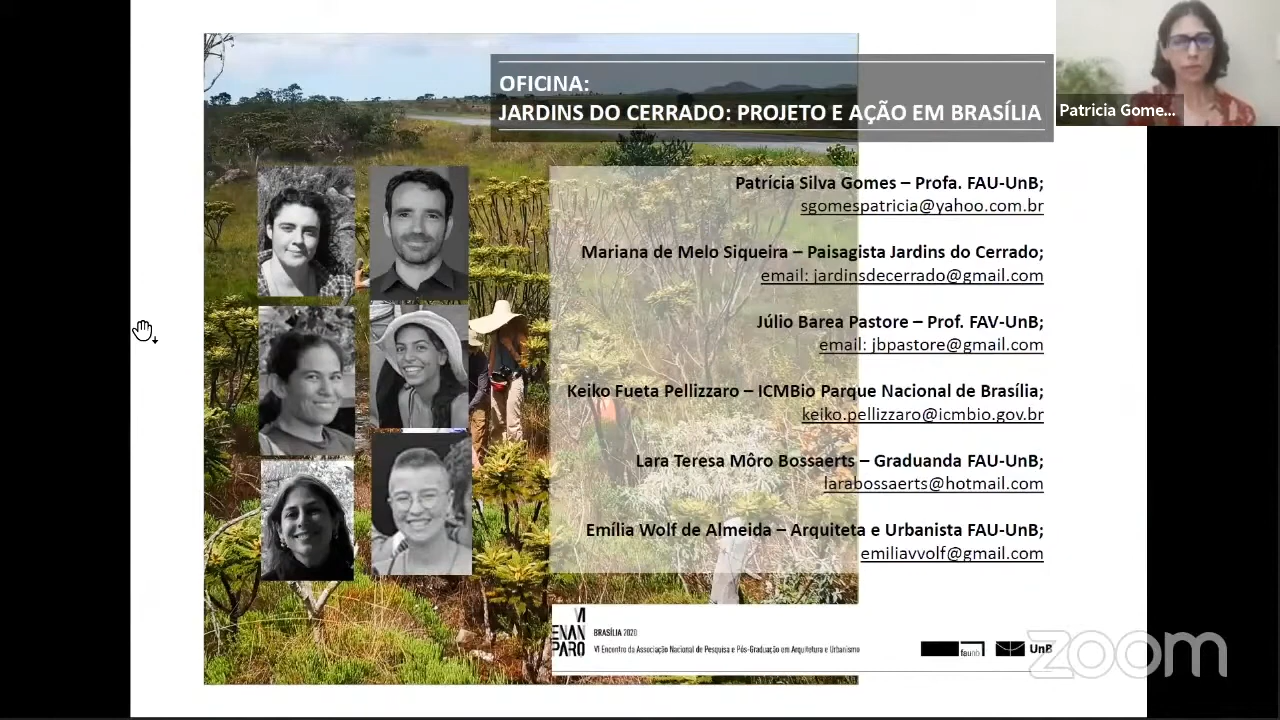 OFICINA:
JARDINS DO CERRADO: PROJETO E AÇÃO EM BRASÍLIA
Patricia Gome...
Patrícia Silva Gomes – Profa. FAU-UnB;
sgomespatricia@yahoo.com.br
Mariana de Melo Siqueira – Paisagista Jardins do Cerrado;
email: jardinsdecerrado@gmail.com
Júlio Barea Pastore – Prof. FAV-UnB;
email: jbpastore@gmail.com
Keiko Fueta Pellizzaro – ICMBio Parque Nacional de Brasília;
keiko.pellizzaro@icmbio.gov.br
Lara Teresa Môro Bossaerts – Graduanda FAU-UnB;
larabossaerts@hotmail.com
Emília Wolf de Almeida – Arquiteta e Urbanista FAU-UnB;
emiliavvolf@gmail.com
VI
ENAN
PARQ
BRASÍLIA 2020
VI Encontro da Associação Nacional de Pesquisa e Pós-Graduação em Arquitetura e Urbanismo
faunb
UnB
zoom